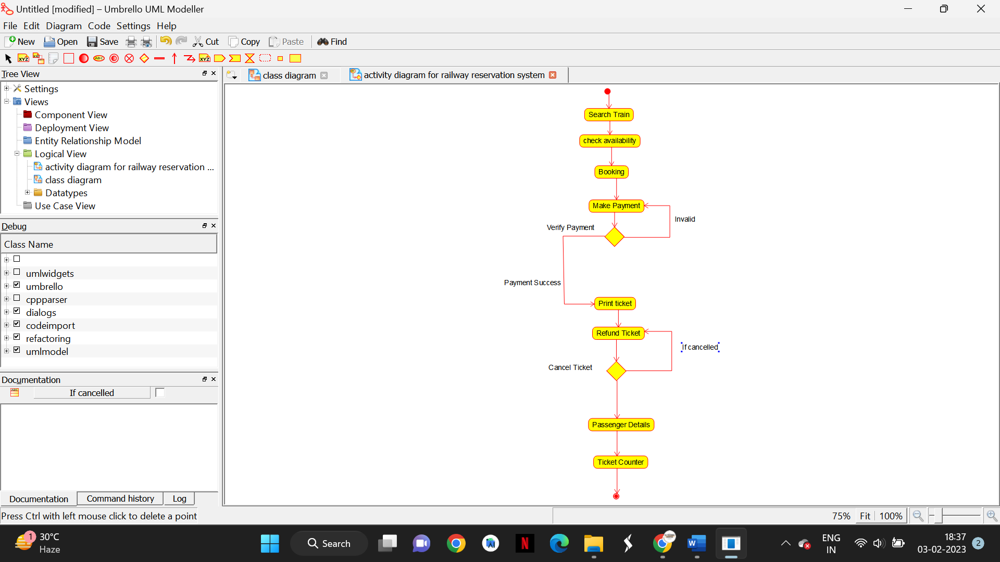 Untitled [modified] – Umbrello UML Modeller
File Edit Diagram Code Settings Help
New Open Save Cut Copy Paste Find
XYZ XYZ ABC XYZ
Tree View
class diagram activity diagram for railway reservation system
Settings
Views
Component View
Deployment View
Entity Relationship Model
Logical View
activity diagram for railway reservation ...
class diagram
Datatypes
Use Case View
Debug
Class Name
umlwidgets
umbrello
cppparser
dialogs
codeimport
refactoring
umlmodel
Documentation
ABC If cancelled
Documentation Command history Log
Search Train
check availability
Booking
Make Payment
Invalid
Verify Payment
Payment Success
Print ticket
Refund Ticket
If cancelled
Cancel Ticket
Passenger Details
Ticket Counter
Press Ctrl with left mouse click to delete a point
75% Fit 100%
1 30°C
Haze
Search
N
W
ENG
IN
18:37
03-02-2023
2